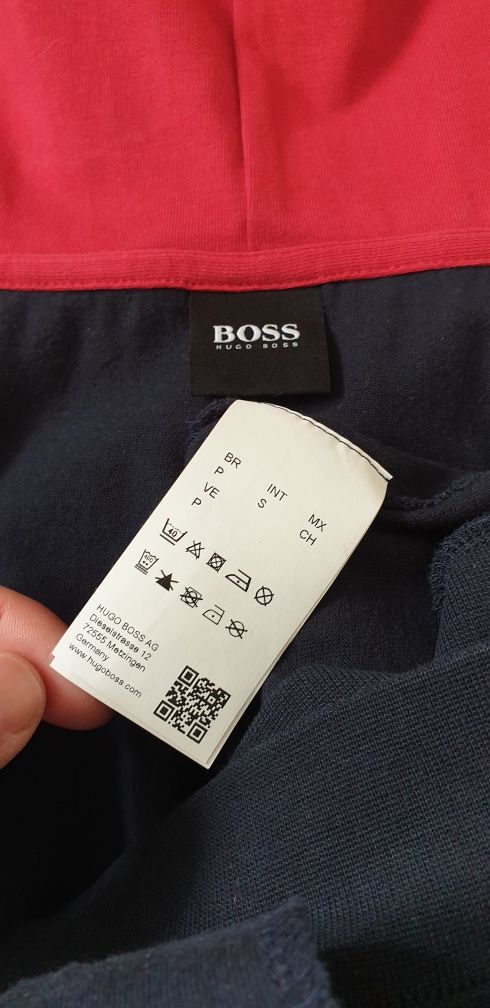 BOSS
HUGO BOSS
BR
P
INT
S
MX
CH
VE
P
40
HUGO BOSS AG
Dieselstrasse 12
72555 Metzingen
Germany
www.hugoboss.com